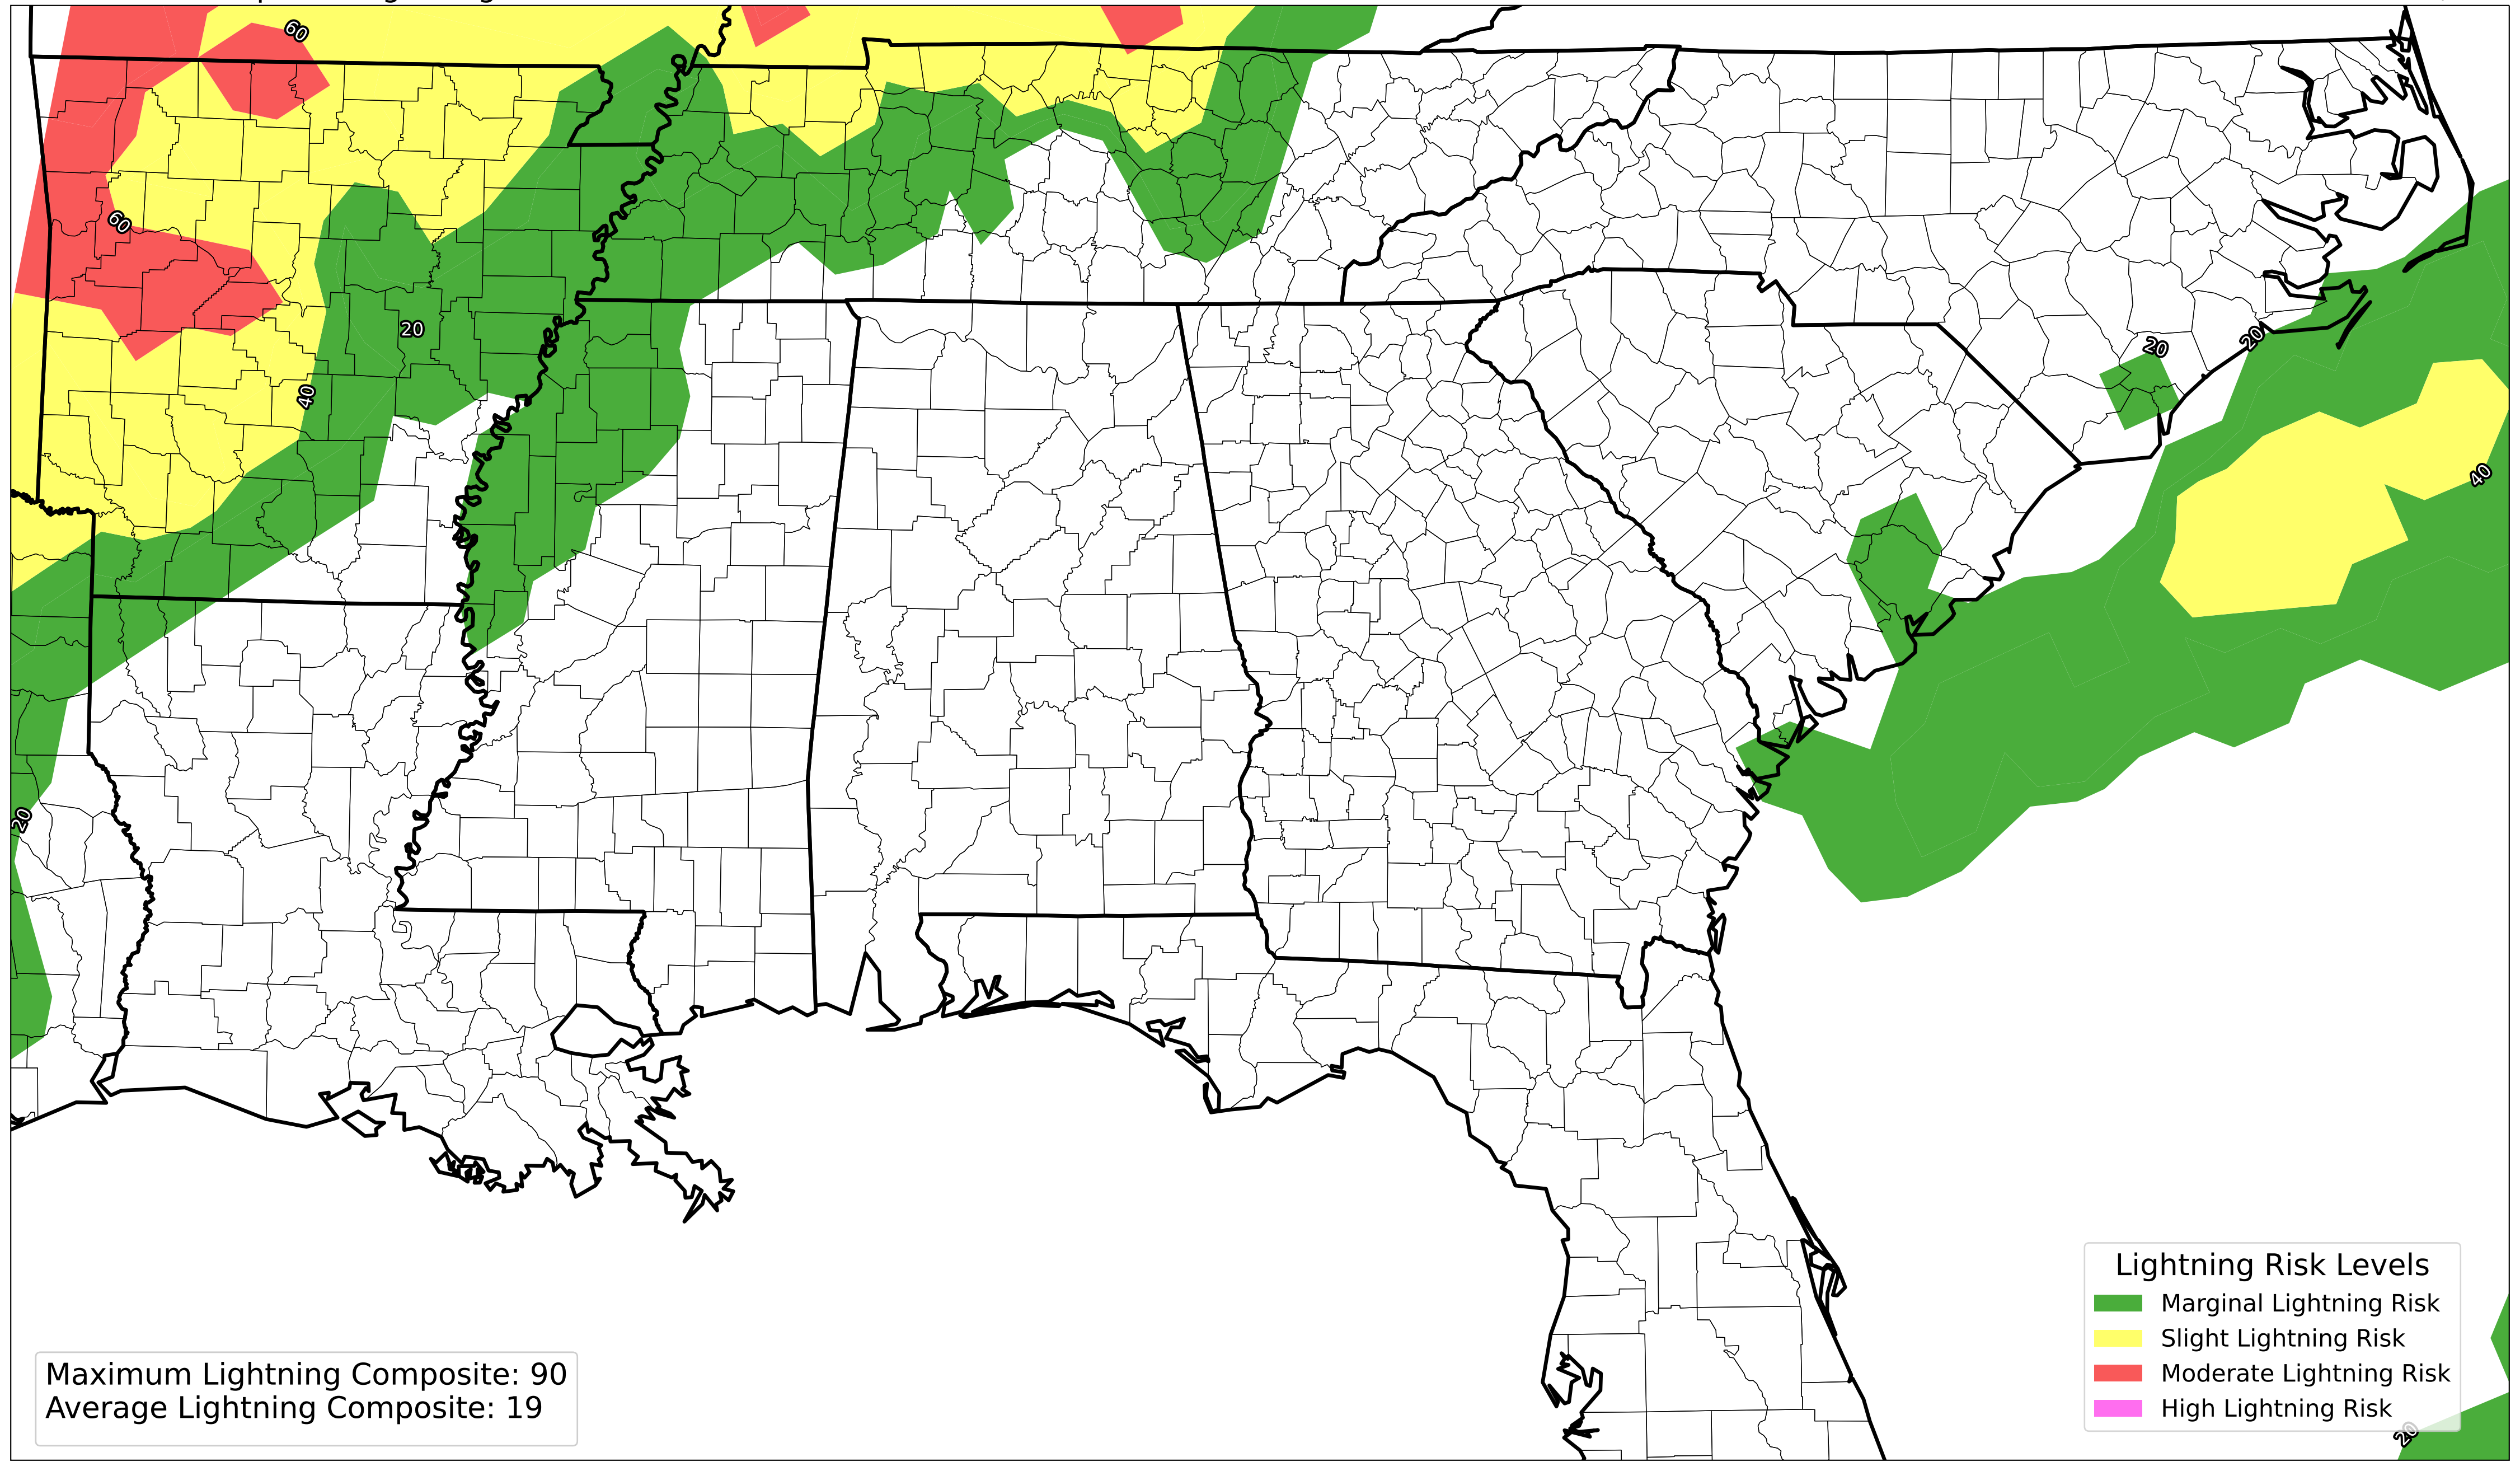 60
60
20
40
20
20
40
20
Lightning Risk Levels
Marginal Lightning Risk
Slight Lightning Risk
Moderate Lightning Risk
High Lightning Risk
Maximum Lightning Composite: 90
Average Lightning Composite: 19
20